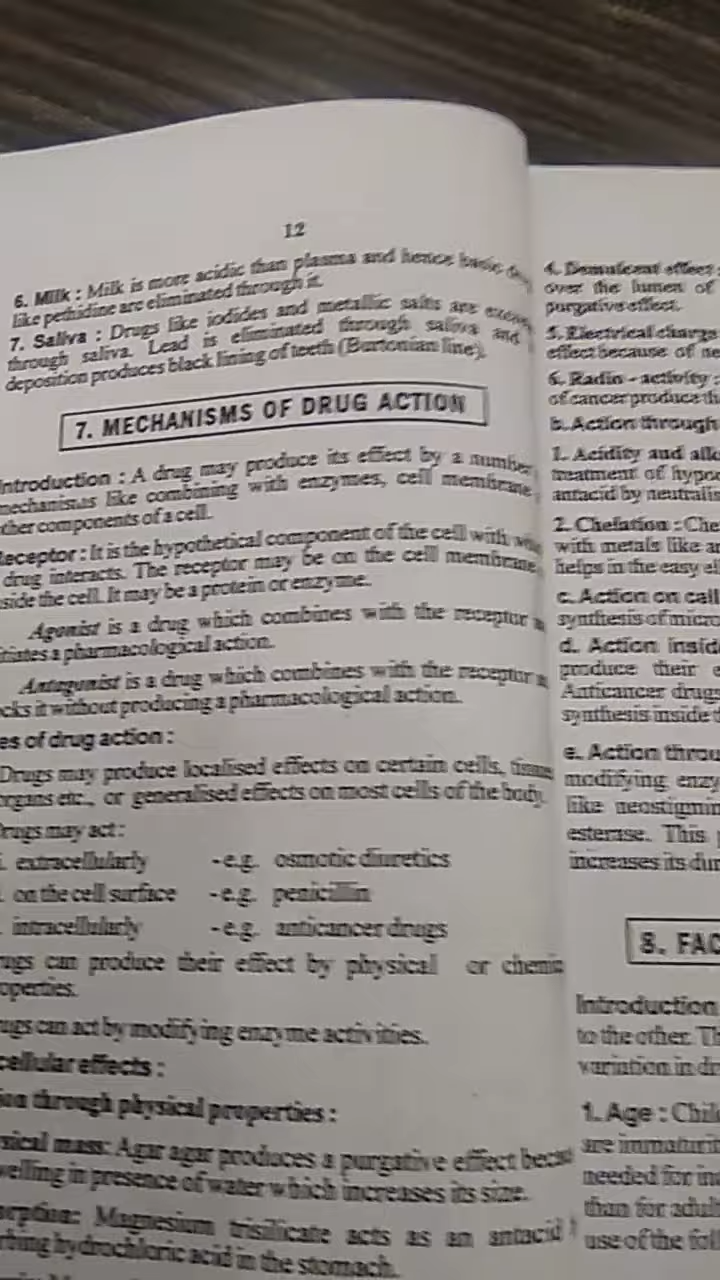 12
6. Milk : Milk is more acidic than plasma and hence basic
like pethidine are eliminated through it.
7. Saliva : Drugs like iodides and metallic salts are
through saliva. Lead is eliminated through saliva and
deposition produces black lining of teeth (Burtonian line).
7. MECHANISMS OF DRUG ACTION
Introduction : A drug may produce its effect by a number
mechanisms like combining with enzymes, cell membrane
ther components of a cell.
Receptor : It is the hypothetical component of the cell with
drug interacts. The receptor may be on the cell membrane
side the cell. It may be a protein or enzyme.
Agonist is a drug which combines with the receptor
itiates a pharmacological action.
Antagonist is a drug which combines with the receptor
cks it without producing a pharmacological action.
es of drug action :
Drugs may produce localised effects on certain cells,
organs etc., or generalised effects on most cells of the body.
Drugs may act :
extracellularly - e.g. osmotic diuretics
on the cell surface - e.g. penicillin
intracellularly - e.g. anticancer drugs
rugs can produce their effect by physical or
operties.
ugs can act by modifying enzyme activities.
cellular effects :
ion through physical properties :
sical mass: Agar agar produces a purgative effect
welling in presence of water which increases its size.
sorption: Magnesium trisilicate acts as an antacid
rbing hydrochloric acid in the stomach.
4. Demulcent effect :
over the lumen of
purgative effect.
5. Electrical charge
effect because of
6. Radio - activity :
of cancer produce
b. Action through
1. Acidity and
treatment of
antacid by
2. Chelation : Che
with metals like
helps in the easy
c. Action on cell
synthesis of micro
d. Action insid
produce their
Anticancer drugs
synthesis inside
e. Action throu
modifying enzy
like neostigmin
esterase. This
increases its dur
8. FAC
Introduction
to the other. Th
variation in dr
1. Age : Chil
are immaturit
needed for in
than for adul
use of the fol